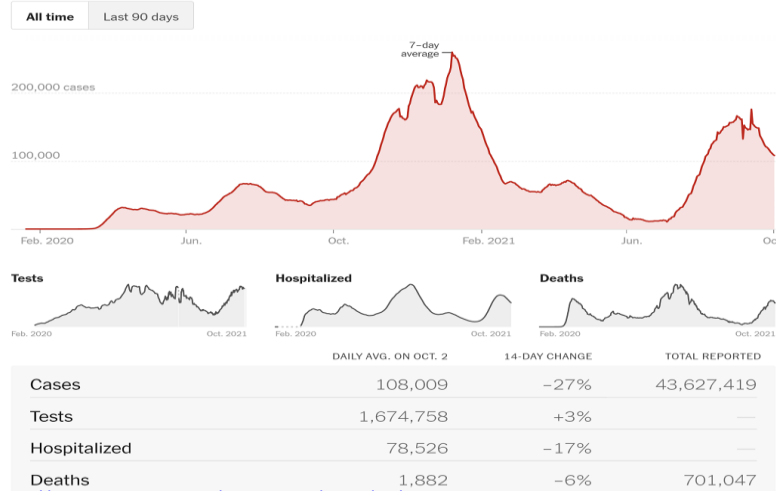 All time Last 90 days
7–day
average
200,000 cases
100,000
Feb. 2020 Jun. Oct. Feb. 2021 Jun. Oc
Tests Hospitalized Deaths
Feb. 2020 Oct. 2021 Feb. 2020 Oct. 2021 Feb. 2020 Oct. 2021
DAILY AVG. ON OCT. 2 14-DAY CHANGE TOTAL REPORTED
Cases 108,009 –27% 43,627,419
Tests 1,674,758 +3% —
Hospitalized 78,526 –17% —
Deaths 1,882 –6% 701,047